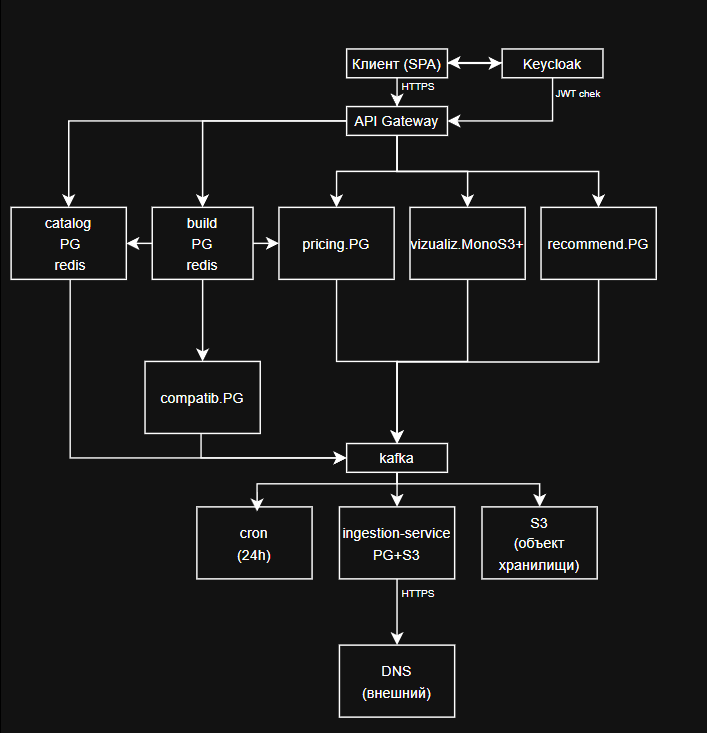 Клиент (SPA)
Keycloak
HTTPS
JWT chek
API Gateway
catalog
PG
redis
build
PG
redis
pricing.PG
vizualiz.MonoS3+
recommend.PG
compatib.PG
kafka
cron
(24h)
ingestion-service
PG+S3
S3
(объект
хранилищи)
HTTPS
DNS
(внешний)